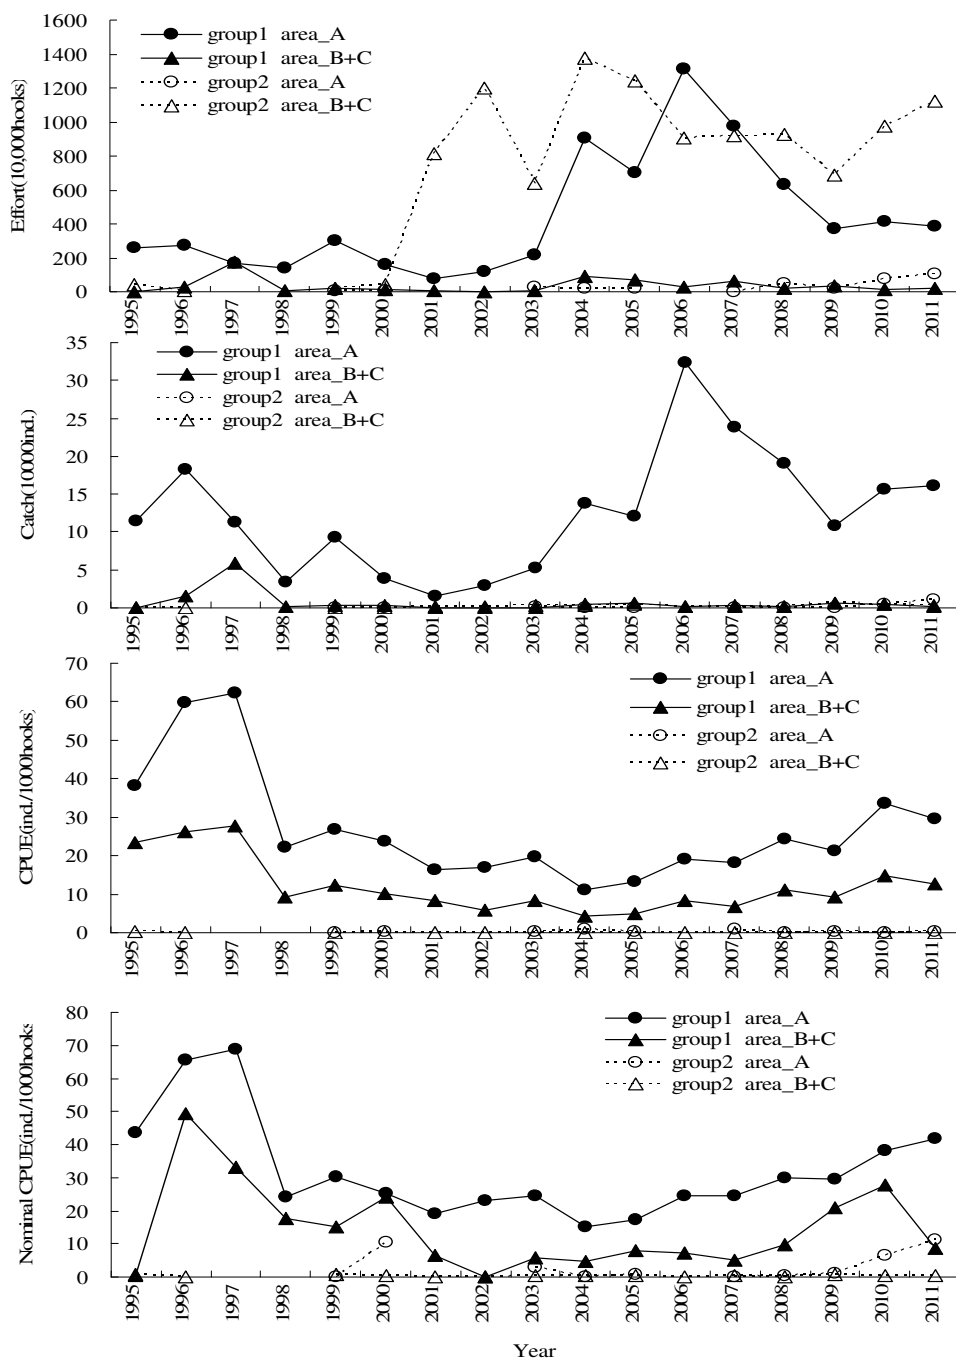 1600
1400
1200
1000
800
600
400
200
0
Effort(10,000hooks)
group1 area_A
group1 area_B+C
group2 area_A
group2 area_B+C
1995 1996 1997 1998 1999 2000 2001 2002 2003 2004 2005 2006 2007 2008 2009 2010 2011
35
30
25
20
15
10
5
0
Catch(10000ind.)
group1 area_A
group1 area_B+C
group2 area_A
group2 area_B+C
1995 1996 1997 1998 1999 2000 2001 2002 2003 2004 2005 2006 2007 2008 2009 2010 2011
70
60
50
40
30
20
10
0
CPUE(ind./1000hooks)
group1 area_A
group1 area_B+C
group2 area_A
group2 area_B+C
1995 1996 1997 1998 1999 2000 2001 2002 2003 2004 2005 2006 2007 2008 2009 2010 2011
80
70
60
50
40
30
20
10
0
Nominal CPUE(ind./1000hooks
group1 area_A
group1 area_B+C
group2 area_A
group2 area_B+C
1995 1996 1997 1998 1999 2000 2001 2002 2003 2004 2005 2006 2007 2008 2009 2010 2011
Year